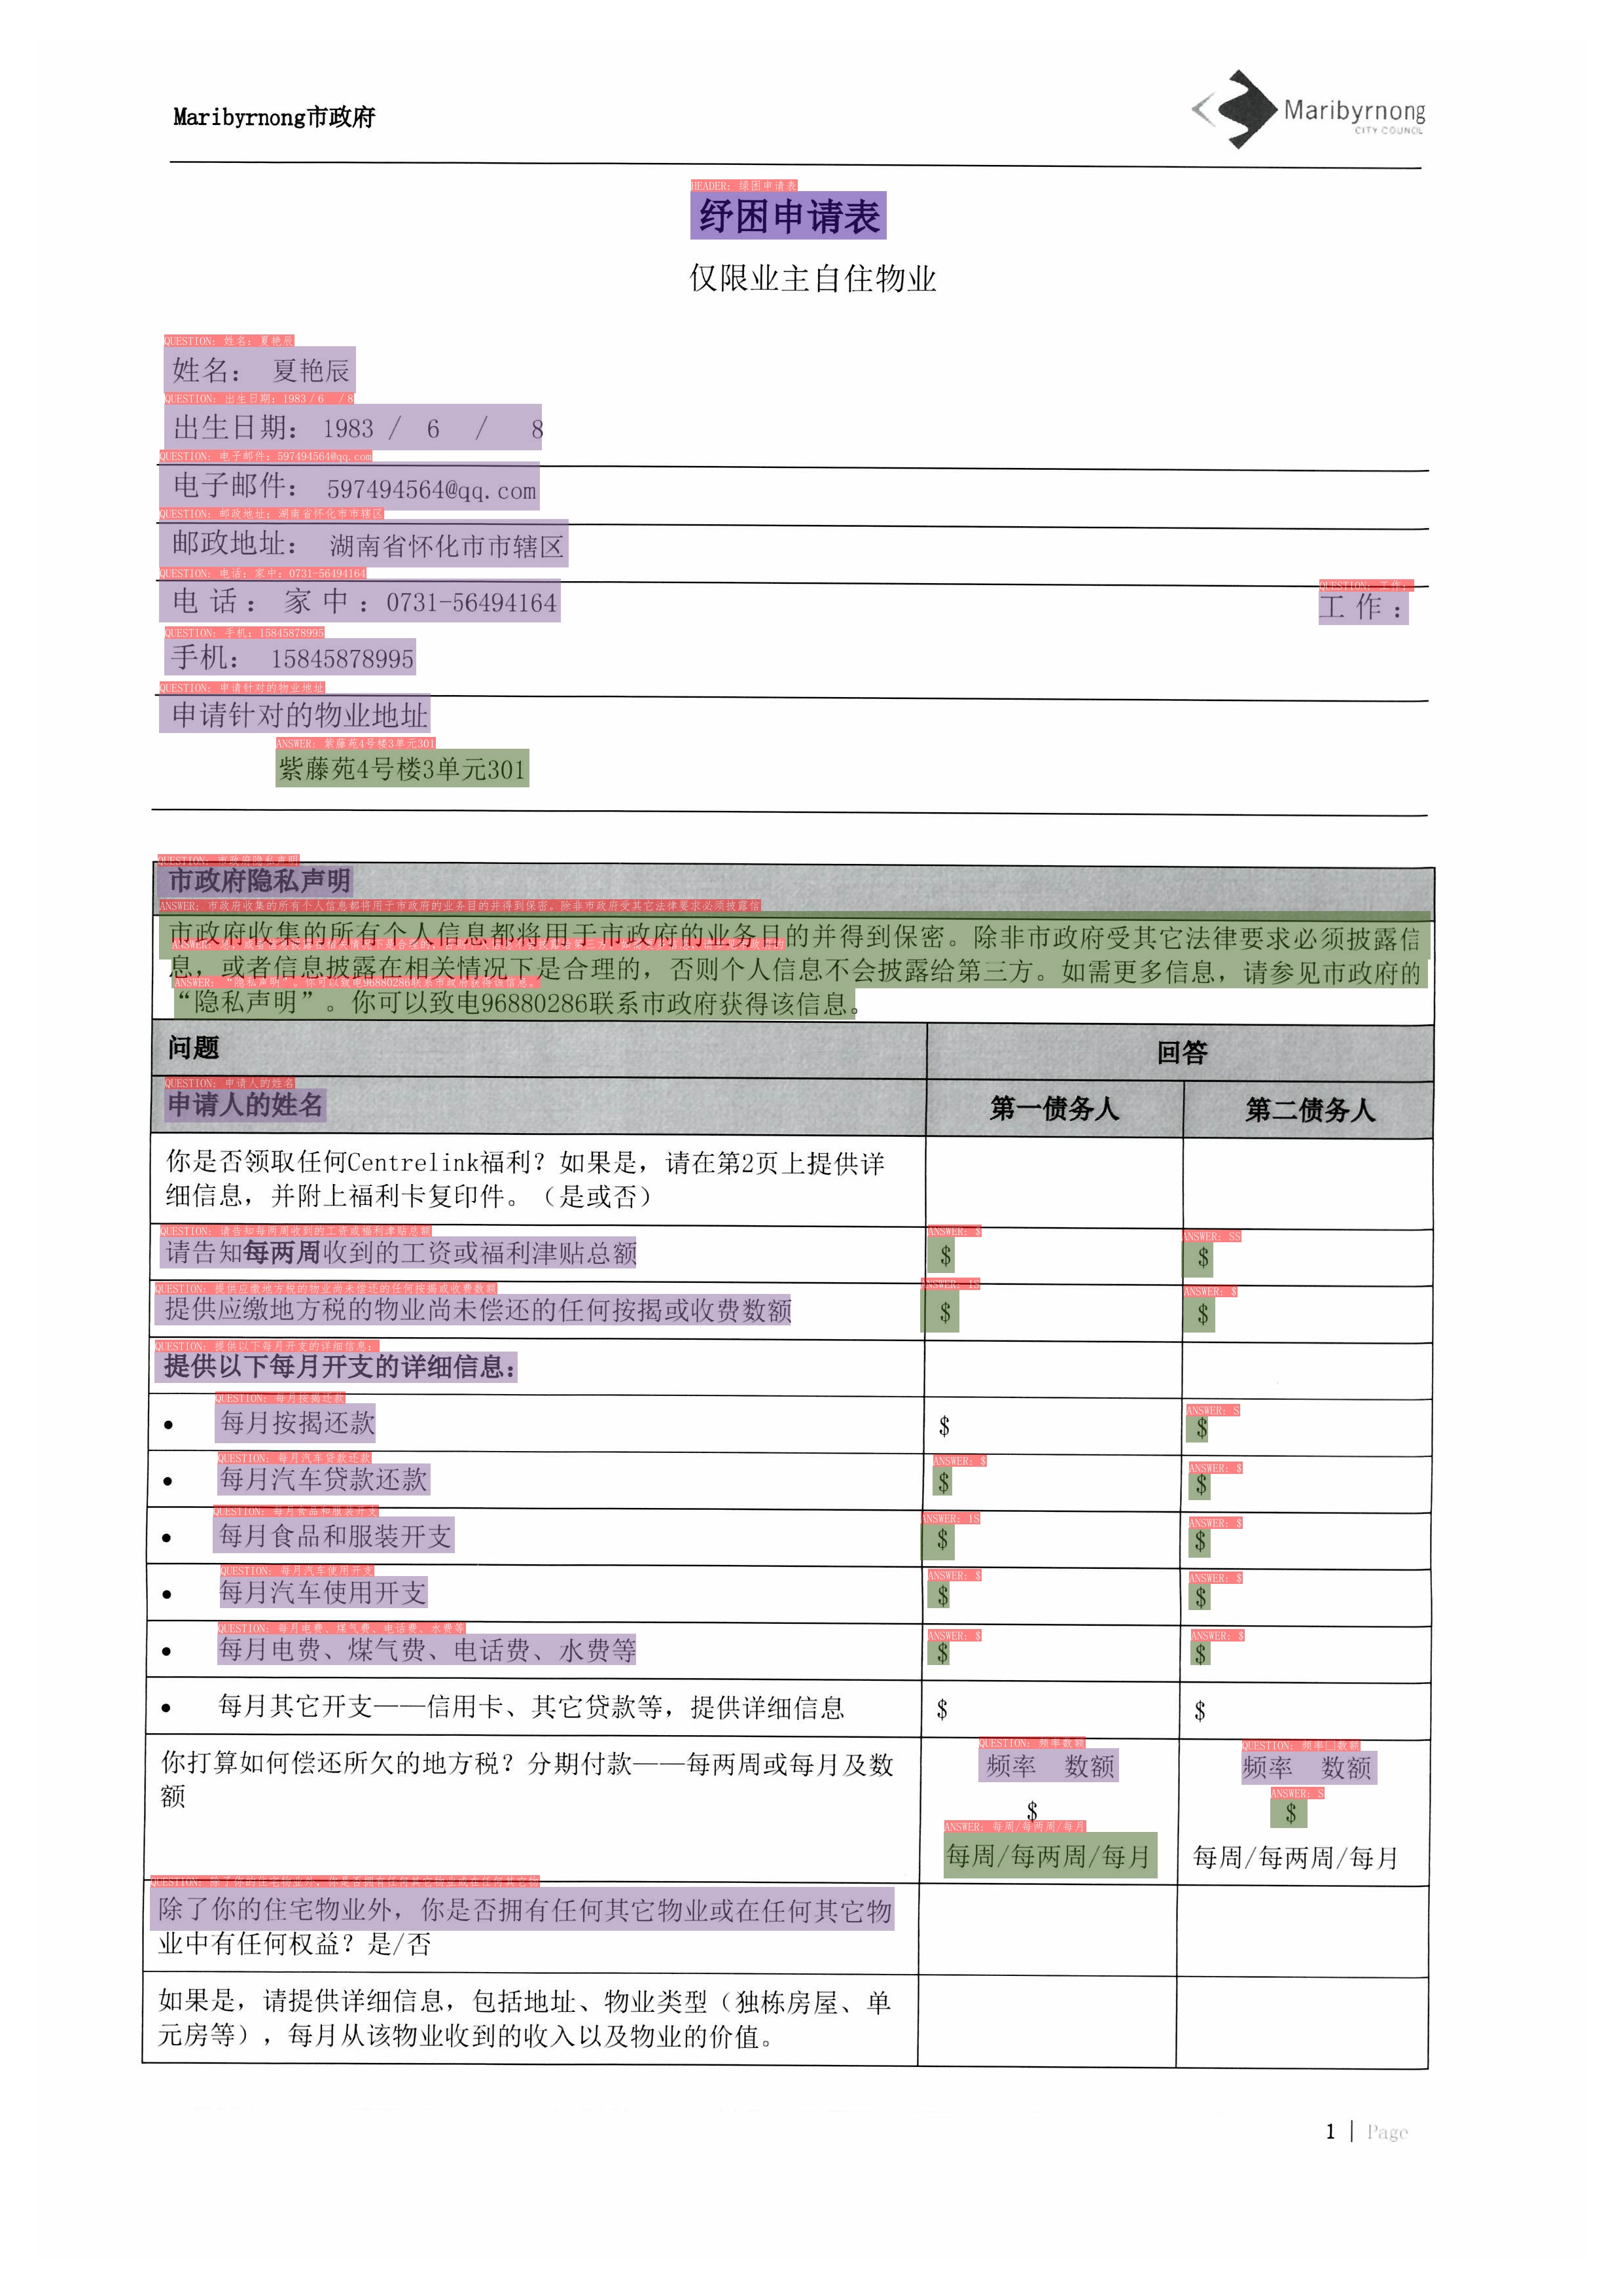 Maribyrnong市政府
Maribyrnong
CITY COUNCIL
HEADER: 绿困申请表
纾困申请表
仅限业主自住物业
QUESTION: 姓名：夏艳辰
姓名： 夏艳辰
QUESTION: 出生日期：1983 / 6 / 8
出生日期： 1983 / 6 / 8
QUESTION: 电子邮件：597494564@qq.com
电子邮件： 597494564@qq.com
QUESTION: 邮政地址：湖南省怀化市市辖区
邮政地址： 湖南省怀化市市辖区
QUESTION: 电话：家中：0731-56494164 QUESTION: 工作：
电话： 家中：0731-56494164 工作：
QUESTION: 手机：15845878995
手机： 15845878995
QUESTION: 申请针对的物业地址
申请针对的物业地址
ANSWER: 紫藤苑4号楼3单元301
紫藤苑4号楼3单元301
QUESTION: 市政府隐私声明
市政府隐私声明
ANSWER: 市政府收集的所有个人信息都将用于市政府的业务目的并得到保密。除非市政府受其它法律要求必须披露信
市政府收集的所有个人信息都将用于市政府的业务目的并得到保密。除非市政府受其它法律要求必须披露信
息，或者信息披露在相关情况下是合理的，否则个人信息不会披露给第三方。如需更多信息，请参见市政府的
ANSWER: “隐私声明”。你可以致电96880286联系市政府获得该信息。
“隐私声明”。你可以致电96880286联系市政府获得该信息。
问题 回答
QUESTION: 申请人的姓名
申请人的姓名 第一债务人 第二债务人
你是否领取任何Centrelink福利？如果是，请在第2页上提供详
细信息，并附上福利卡复印件。（是或否）
QUESTION: 请告知每两周收到的工资或福利津贴总额 ANSWER: $ ANSWER: SS
请告知每两周收到的工资或福利津贴总额 $ $
QUESTION: 提供应缴地方税的物业尚未偿还的任何按揭或收费数额 ANSWER: 1S ANSWER: $
提供应缴地方税的物业尚未偿还的任何按揭或收费数额 $ $
QUESTION: 提供以下每月开支的详细信息：
提供以下每月开支的详细信息：
QUESTION: 每月按揭还款 ANSWER: S
• 每月按揭还款 $ $
QUESTION: 每月汽车贷款还款 ANSWER: $ ANSWER: $
• 每月汽车贷款还款 $ $
QUESTION: 每月食品和服装开支 ANSWER: 1S ANSWER: $
• 每月食品和服装开支 $ $
QUESTION: 每月汽车使用开支 ANSWER: $ ANSWER: $
• 每月汽车使用开支 $ $
QUESTION: 每月电费、煤气费、电话费、水费等 ANSWER: $ ANSWER: $
• 每月电费、煤气费、电话费、水费等 $ $
• 每月其它开支——信用卡、其它贷款等，提供详细信息 $ $
QUESTION: 频率数额 QUESTION: 频率□数额
你打算如何偿还所欠的地方税？分期付款——每两周或每月及数 频率 数额 频率 数额
额
ANSWER: S
$ $
ANSWER: 每周/每两周/每月
每周/每两周/每月 每周/每两周/每月
QUESTION: 除了你的住宅物业外，你是否拥有任何其它物业或在任何其它物
除了你的住宅物业外，你是否拥有任何其它物业或在任何其它物
业中有任何权益？是/否
如果是，请提供详细信息，包括地址、物业类型（独栋房屋、单
元房等），每月从该物业收到的收入以及物业的价值。
1 | Page